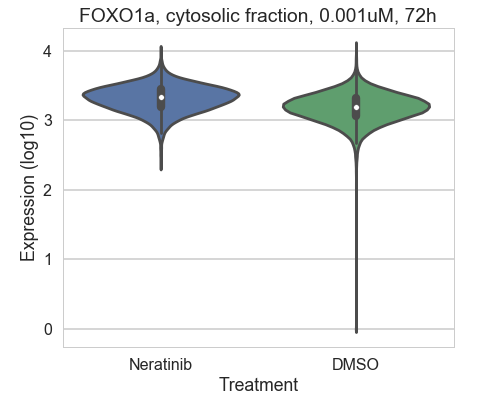 FOXO1a, cytosolic fraction, 0.001uM, 72h
4
3
2
1
0
Expression (log10)
Neratinib DMSO
Treatment